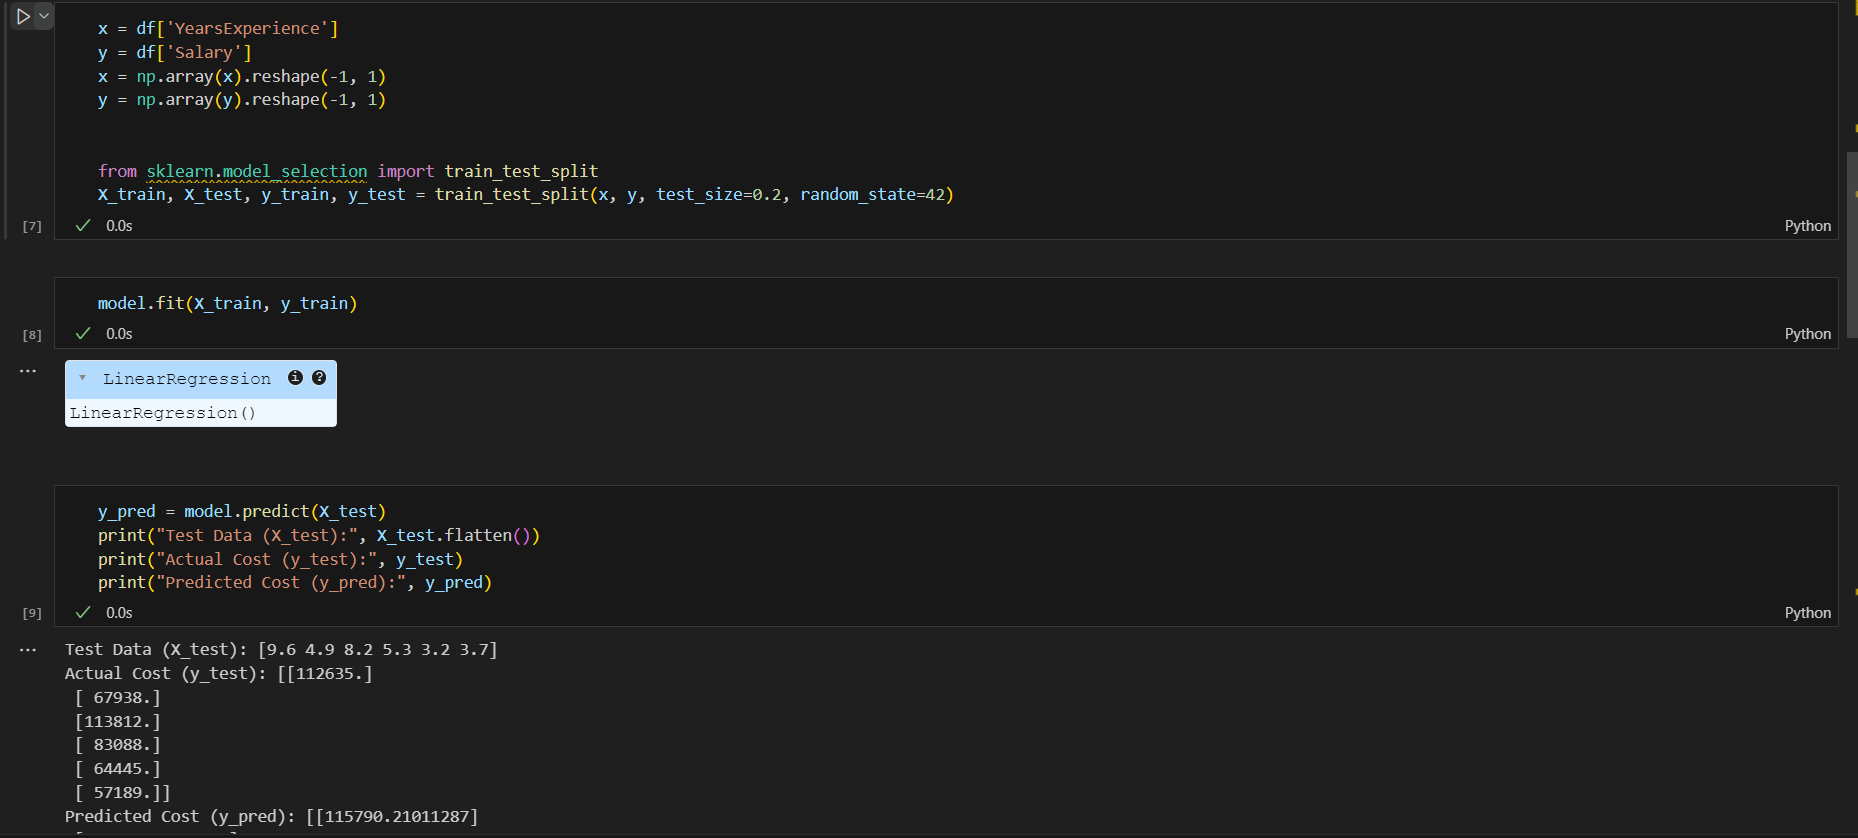 x = df['YearsExperience']
y = df['Salary']
x = np.array(x).reshape(-1, 1)
y = np.array(y).reshape(-1, 1)
from sklearn.model_selection import train_test_split
X_train, X_test, y_train, y_test = train_test_split(x, y, test_size=0.2, random_state=42)
[7] 0.0s Python
model.fit(X_train, y_train)
[8] 0.0s Python
LinearRegression i ?
LinearRegression()
y_pred = model.predict(X_test)
print("Test Data (X_test):", X_test.flatten())
print("Actual Cost (y_test):", y_test)
print("Predicted Cost (y_pred):", y_pred)
[9] 0.0s Python
Test Data (X_test): [9.6 4.9 8.2 5.3 3.2 3.7]
Actual Cost (y_test): [[112635.]
[ 67938.]
[113812.]
[ 83088.]
[ 64445.]
[ 57189.]]
Predicted Cost (y_pred): [[115790.21011287]